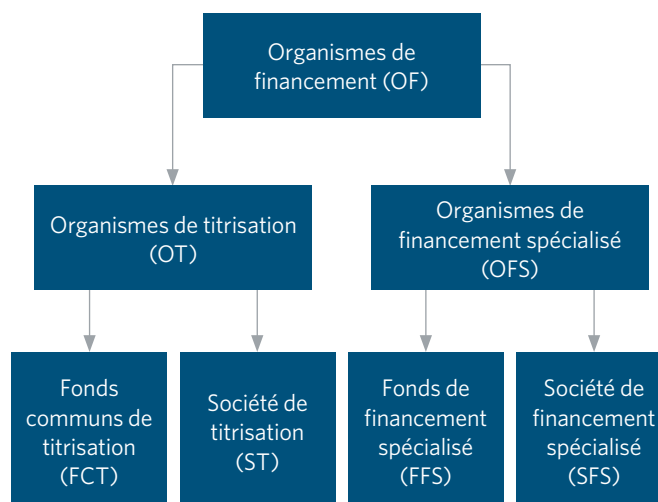 Organismes de
financement (OF)
Organismes de titrisation
(OT)
Organismes de
financement spécialisé
(OFS)
Fonds
communs de
titrisation
(FCT)
Société de
titrisation
(ST)
Fonds de
financement
spécialisé
(FFS)
Société de
financement
spécialisé
(SFS)